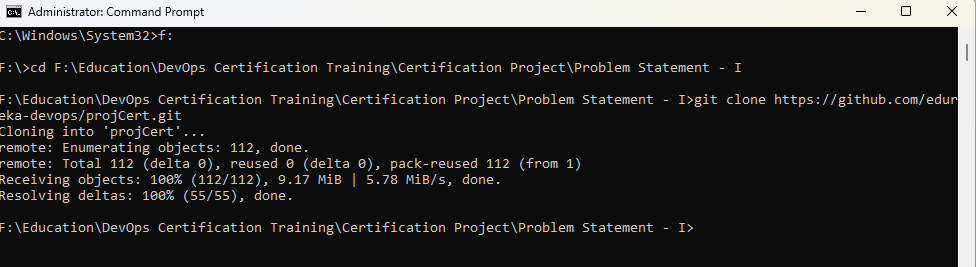 Administrator: Command Prompt
C:\Windows\System32>f:
F:\>cd F:\Education\DevOps Certification Training\Certification Project\Problem Statement - I
F:\Education\DevOps Certification Training\Certification Project\Problem Statement - I>git clone https://github.com/edur
eka-devops/projCert.git
Cloning into 'projCert'...
remote: Enumerating objects: 112, done.
remote: Total 112 (delta 0), reused 0 (delta 0), pack-reused 112 (from 1)
Receiving objects: 100% (112/112), 9.17 MiB | 5.78 MiB/s, done.
Resolving deltas: 100% (55/55), done.
F:\Education\DevOps Certification Training\Certification Project\Problem Statement - I>